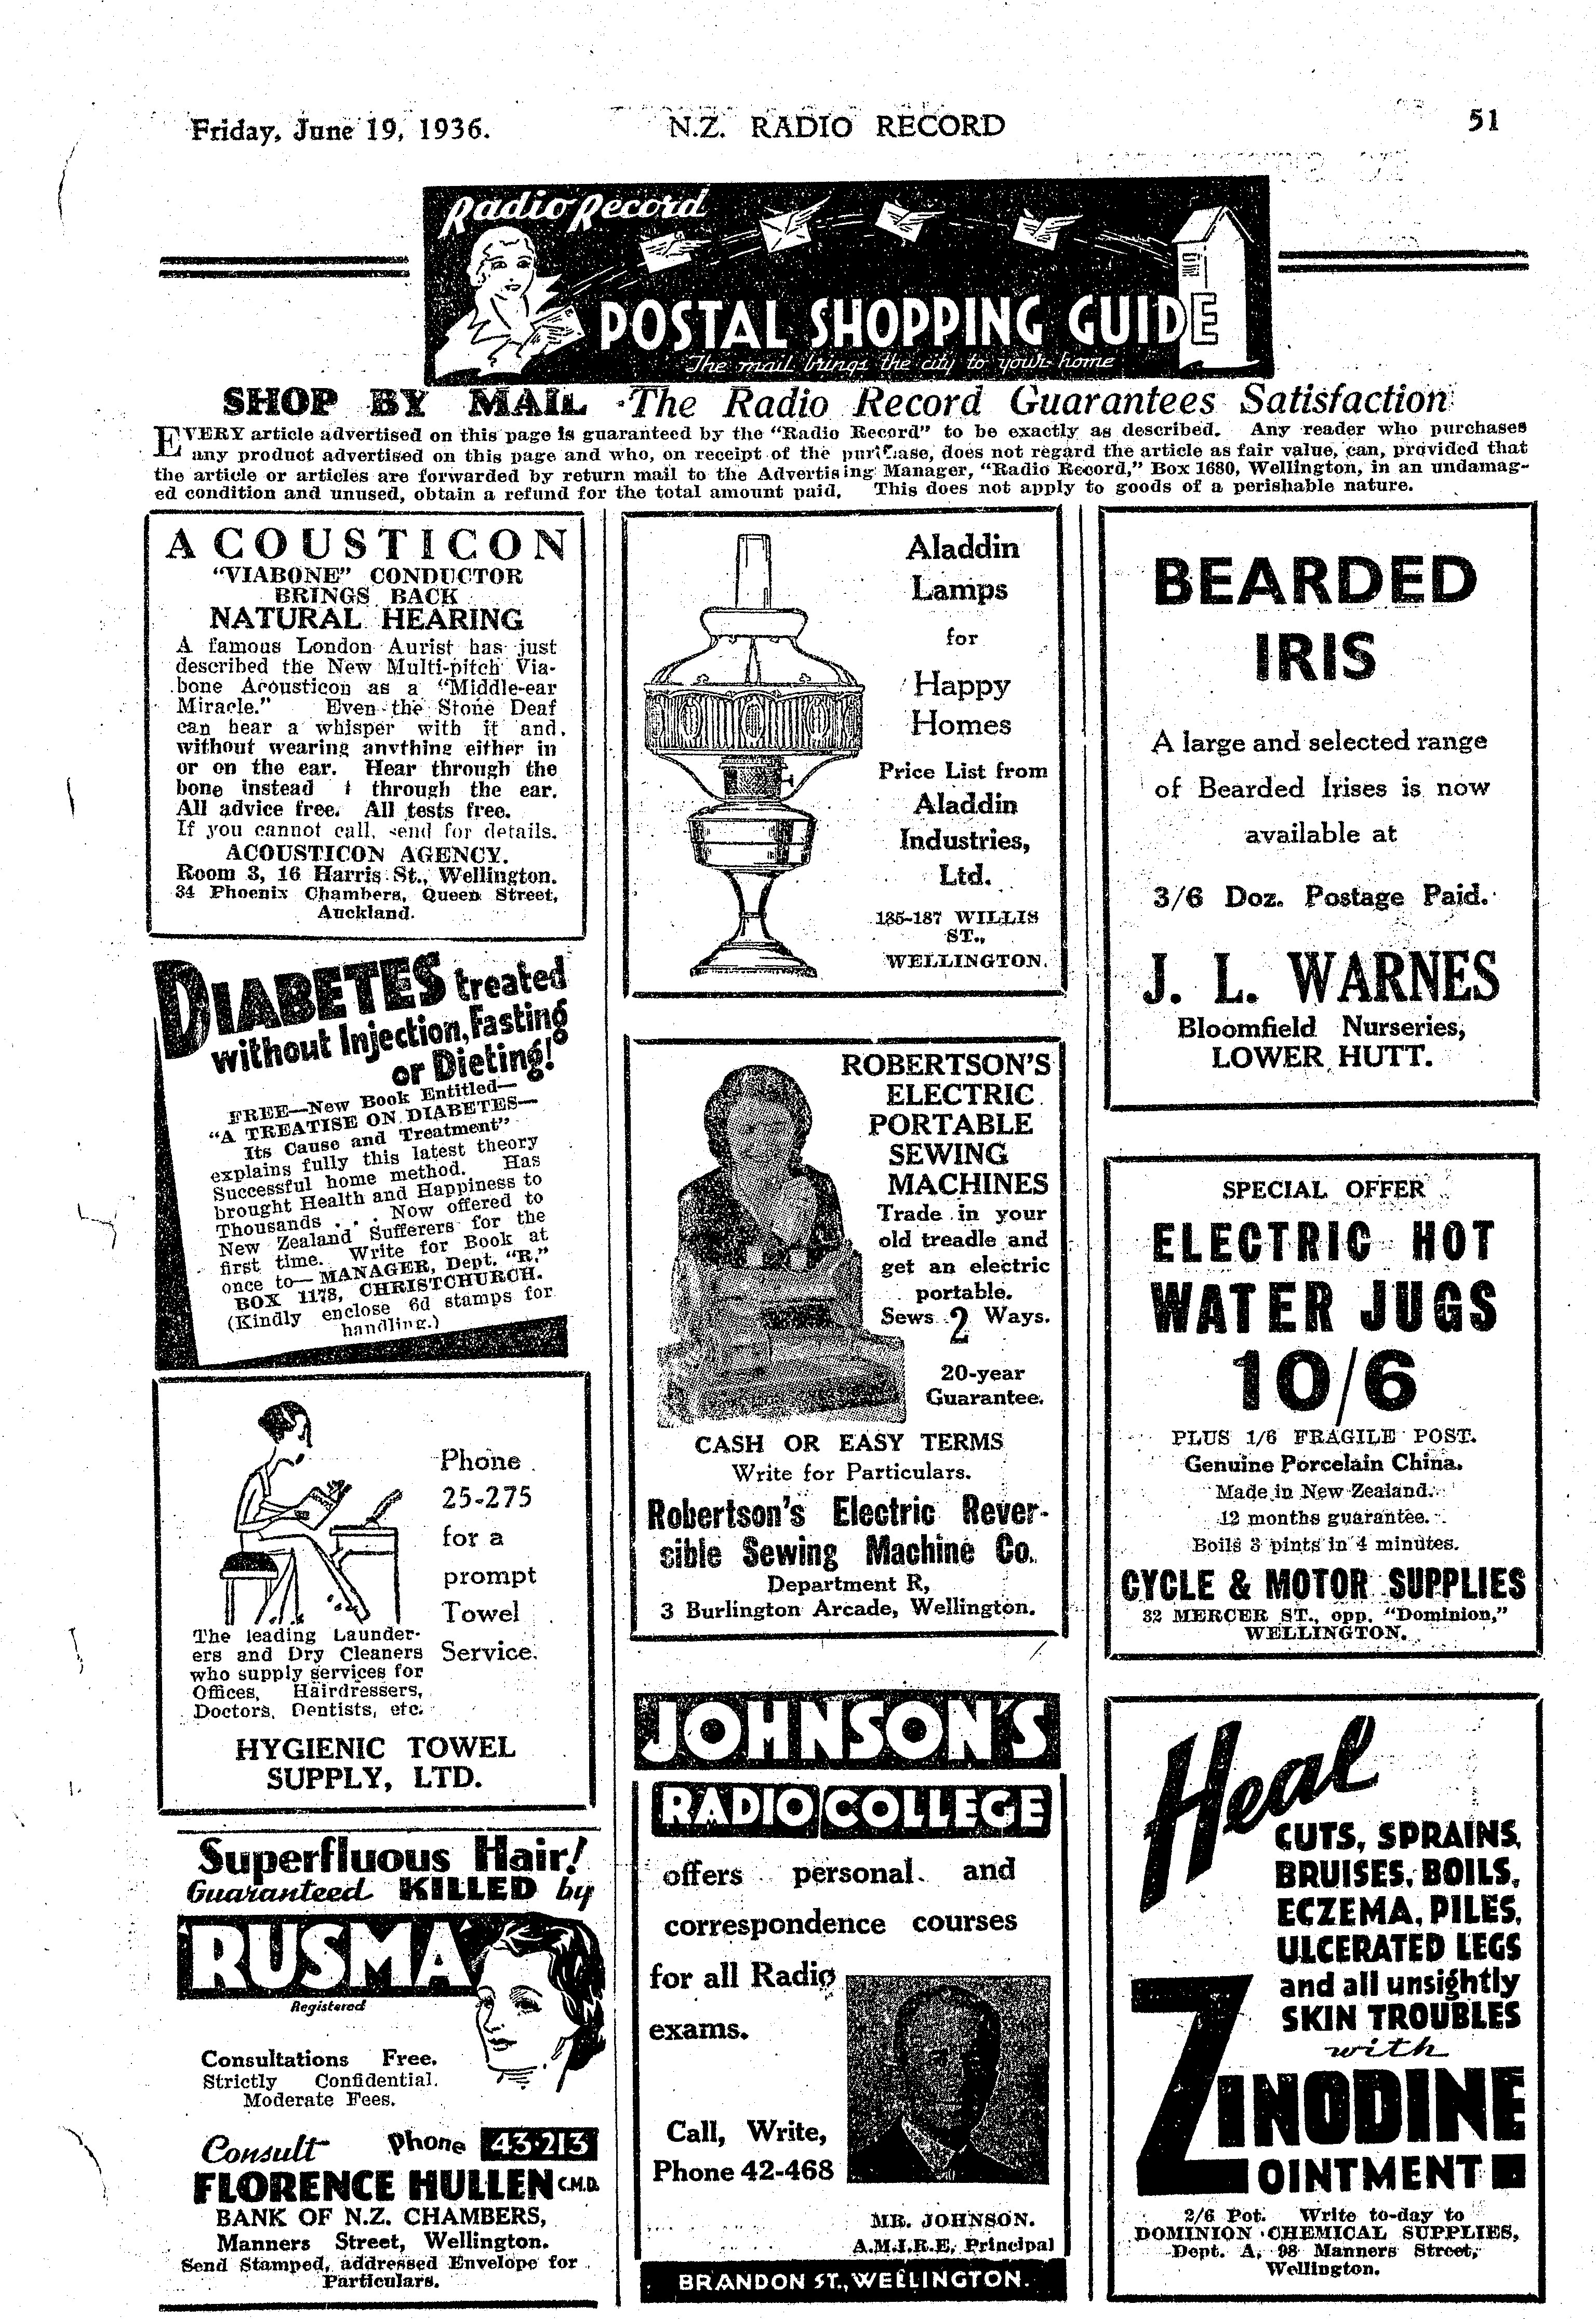 Friday, June 19, 1936.
N.Z. RADIO RECORD
51
Radio Record
POSTAL SHOPPING GUIDE
The mail brings the city to your home
SHOP BY MAIL The Radio Record Guarantees Satisfaction
EVERY article advertised on this page is guaranteed by the "Radio Record" to be exactly as described. Any reader who purchases
any product advertised on this page and who, on receipt of the purchase, does not regard the article as fair value, can, provided that
the article or articles are forwarded by return mail to the Advertising Manager, "Radio Record," Box 1680, Wellington, in an undamag-
ed condition and unused, obtain a refund for the total amount paid. This does not apply to goods of a perishable nature.
ACOUSTICON
"VIABONE" CONDUCTOR
BRINGS BACK
NATURAL HEARING
A famous London Aurist has just
described the New Multi-pitch Via-
bone Acousticon as a "Middle-ear
Miracle." Even the Stone Deaf
can hear a whisper with it and
without wearing anything either in
or on the ear. Hear through the
bone instead through the ear.
All advice free. All tests free.
If you cannot call, send for details.
ACOUSTICON AGENCY.
Room 3, 16 Harris St., Wellington.
34 Phoenix Chambers, Queen Street,
Auckland.
DIABETES treated
without Injection, Fasting
or Dieting!
FREE—New Book Entitled—
"A TREATISE ON DIABETES—
Its Cause and Treatment"
explains fully this latest theory
Successful home method. Has
brought Health and Happiness to
Thousands . . . Now offered to
New Zealand Sufferers for the
first time. Write for Book at
once to— MANAGER, Dept. "R,"
BOX 1178, CHRISTCHURCH.
(Kindly enclose 6d stamps for
handling.)
Phone
25-275
for a
prompt
Towel
Service.
The leading Launder-
ers and Dry Cleaners
who supply services for
Offices, Hairdressers,
Doctors, Dentists, etc.
HYGIENIC TOWEL
SUPPLY, LTD.
Superfluous Hair!
Guaranteed KILLED by
RUSMA
Registered
Consultations Free.
Strictly Confidential.
Moderate Fees.
Consult Phone 43-213
FLORENCE HULLEN C.M.D.
BANK OF N.Z. CHAMBERS,
Manners Street, Wellington.
Send Stamped, addressed Envelope for
Particulars.
Aladdin
Lamps
for
Happy
Homes
Price List from
Aladdin
Industries,
Ltd.
185-187 WILLIS
ST.,
WELLINGTON.
ROBERTSON'S
ELECTRIC
PORTABLE
SEWING
MACHINES
Trade in your
old treadle and
get an electric
portable.
Sews 2 Ways.
20-year
Guarantee.
CASH OR EASY TERMS
Write for Particulars.
Robertson's Electric Rever-
sible Sewing Machine Co.
Department R,
3 Burlington Arcade, Wellington.
JOHNSON'S
RADIO COLLEGE
offers personal and
correspondence courses
for all Radio
exams.
Call, Write,
Phone 42-468
MR. JOHNSON.
A.M.I.R.E, Principal
BRANDON ST., WELLINGTON.
BEARDED
IRIS
A large and selected range
of Bearded Irises is now
available at
3/6 Doz. Postage Paid.
J. L. WARNES
Bloomfield Nurseries,
LOWER HUTT.
SPECIAL OFFER
ELECTRIC HOT
WATER JUGS
10/6
PLUS 1/6 FRAGILE POST.
Genuine Porcelain China.
Made in New Zealand.
12 months guarantee.
Boils 3 pints in 4 minutes.
CYCLE & MOTOR SUPPLIES
32 MERCER ST., opp. "Dominion,"
WELLINGTON.
Heal
CUTS, SPRAINS,
BRUISES, BOILS,
ECZEMA, PILES,
ULCERATED LEGS
and all unsightly
SKIN TROUBLES
with
ZINODINE
OINTMENT
2/6 Pot. Write to-day to
DOMINION CHEMICAL SUPPLIES,
Dept. A, 98 Manners Street,
Wellington.